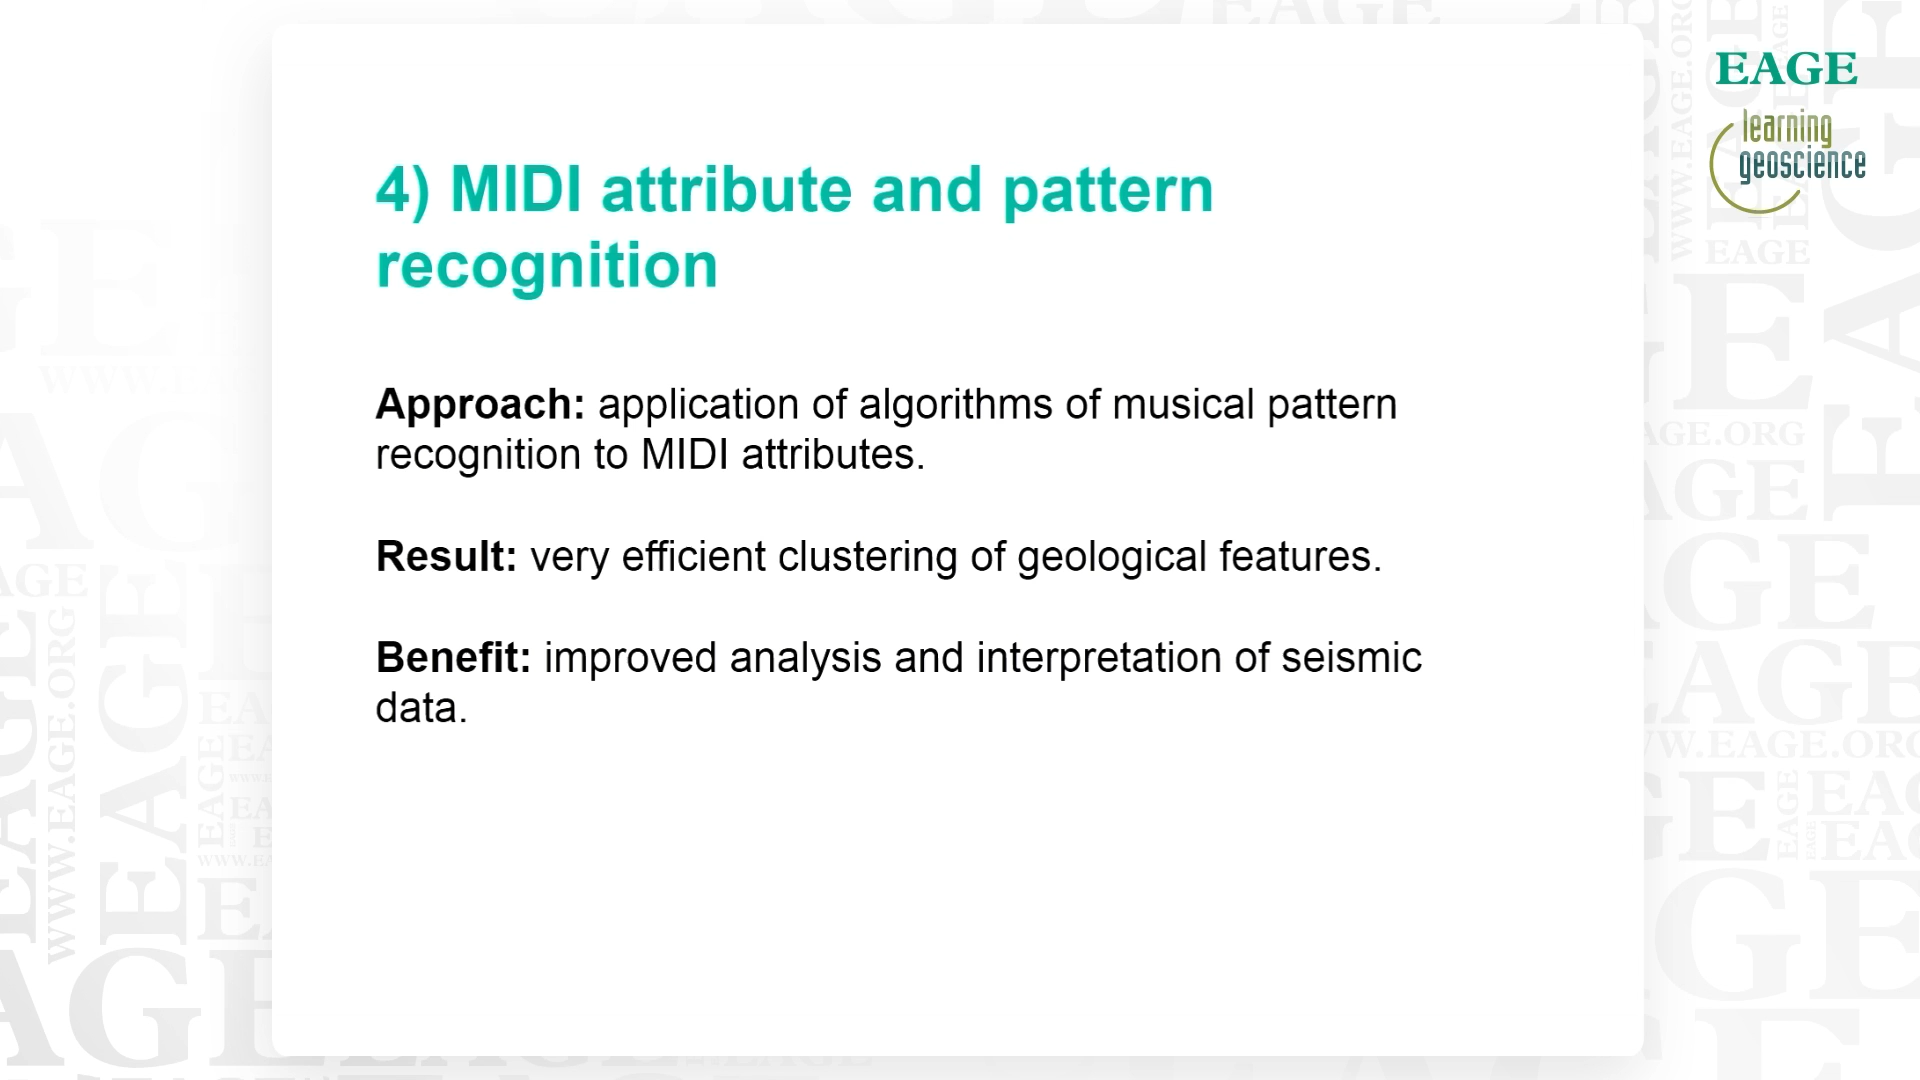 EAGE
learning
geoscience
4) MIDI attribute and pattern
recognition
Approach: application of algorithms of musical pattern
recognition to MIDI attributes.
Result: very efficient clustering of geological features.
Benefit: improved analysis and interpretation of seismic
data.